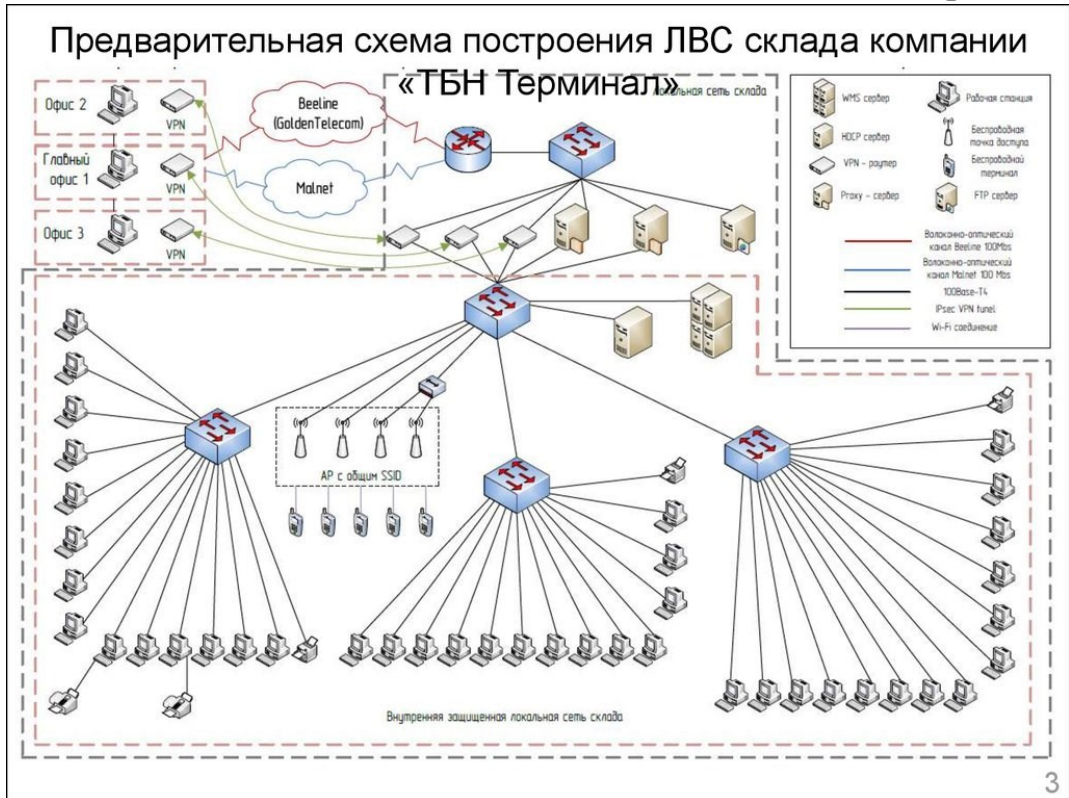 Предварительная схема построения ЛВС склада компании
«ТБН Терминал»
Локальная сеть склада
Офис 2
VPN
Главный
офис 1
VPN
Офис 3
VPN
Beeline
(GoldenTelecom)
Malnet
WMS сервер
Рабочая станция
HDCP сервер
Беспроводная
точка доступа
VPN - роутер
Беспроводной
терминал
Proxy - сервер
FTP сервер
Волоконно-оптический
канал Beeline 100Mbs
Волоконно-оптический
канал Malnet 100 Mbs
100Base-T4
IPsec VPN tunel
Wi-Fi соединение
AP с общим SSID
Внутренняя защищенная локальная сеть склада
3